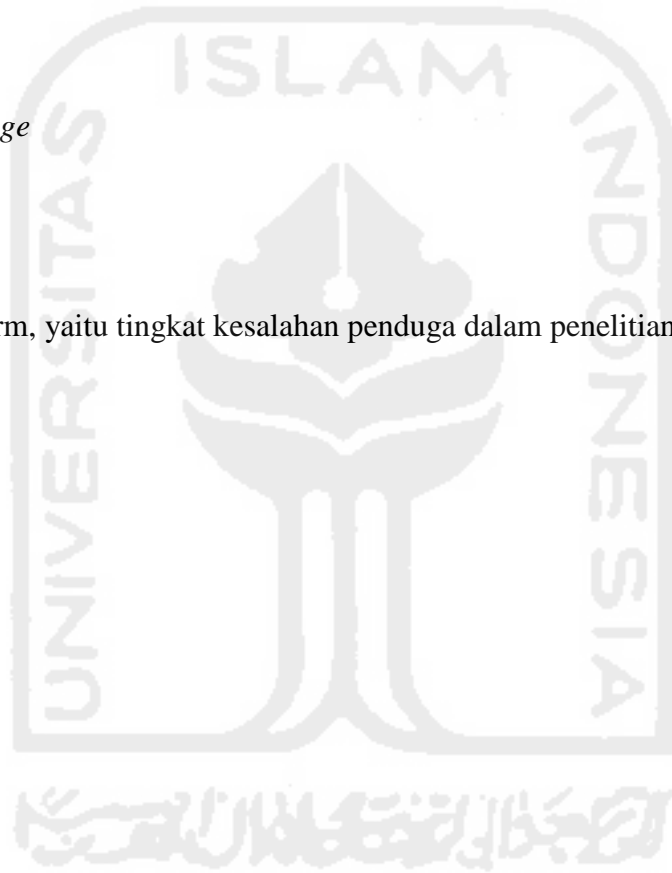 ISLAM
ge
UNIVERSITAS
INDONESIA
rm, yaitu tingkat kesalahan penduga dalam penelitian